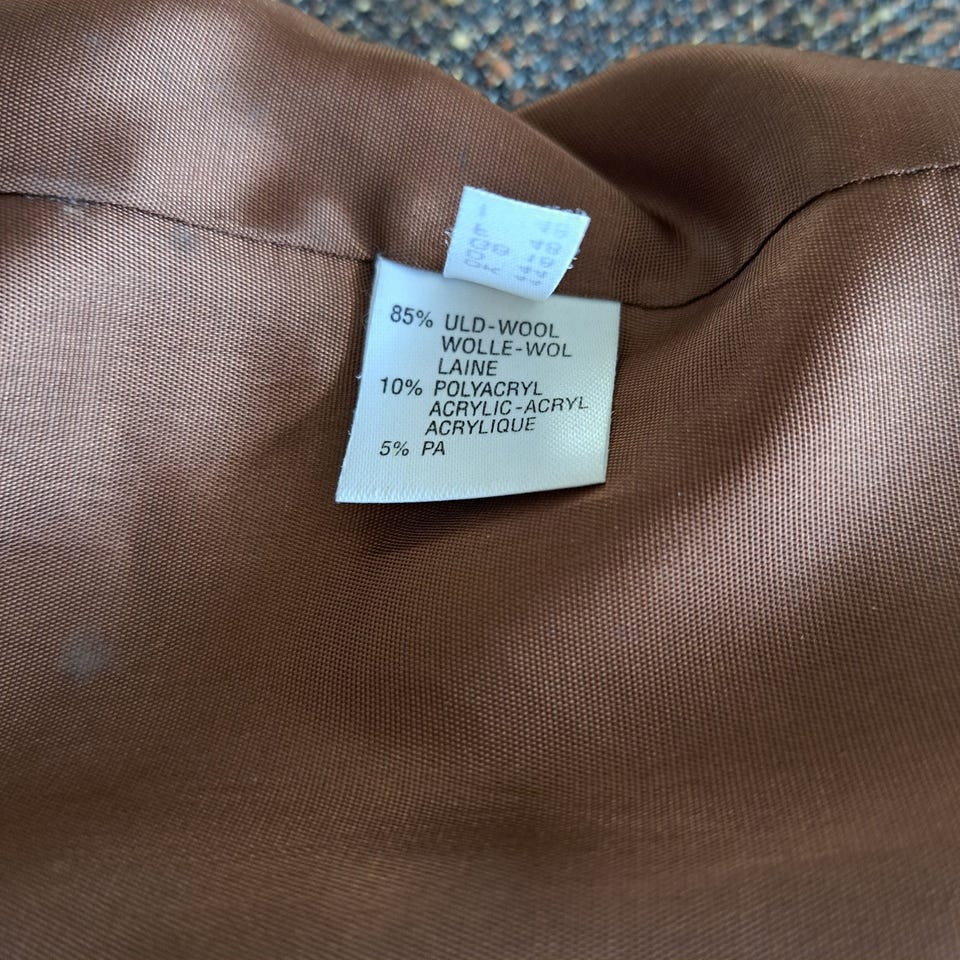 85% ULD-WOOL
WOLLE-WOL
LAINE
10% POLYACRYL
ACRYLIC-ACRYL
ACRYLIQUE
5% PA